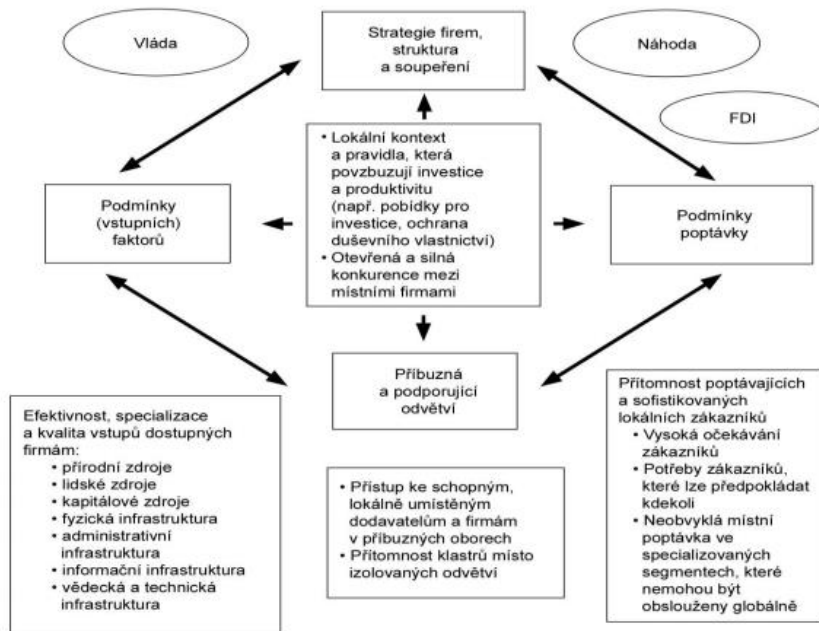 Vláda
Strategie firem,
struktura
a soupeření
Náhoda
FDI
• Lokální kontext
a pravidla, která
povzbuzují investice
a produktivitu
(např. pobídky pro
investice, ochrana
duševního vlastnictví)
• Otevřená a silná
konkurence mezi
místními firmami
Podmínky
(vstupních)
faktorů
Podmínky
poptávky
Příbuzná
a podporující
odvětví
Efektivnost, specializace
a kvalita vstupů dostupných
firmám:
• přírodní zdroje
• lidské zdroje
• kapitálové zdroje
• fyzická infrastruktura
• administrativní
infrastruktura
• informační infrastruktura
• vědecká a technická
infrastruktura
• Přístup ke schopným,
lokálně umístěným
dodavatelům a firmám
v příbuzných oborech
• Přítomnost klastrů místo
izolovaných odvětví
Přítomnost poptávajících
a sofistikovaných
lokálních zákazníků
• Vysoká očekávání
zákazníků
• Potřeby zákazníků,
které lze předpokládat
kdekoli
• Neobvyklá místní
poptávka ve
specializovaných
segmentech, které
nemohou být
obslouženy globálně